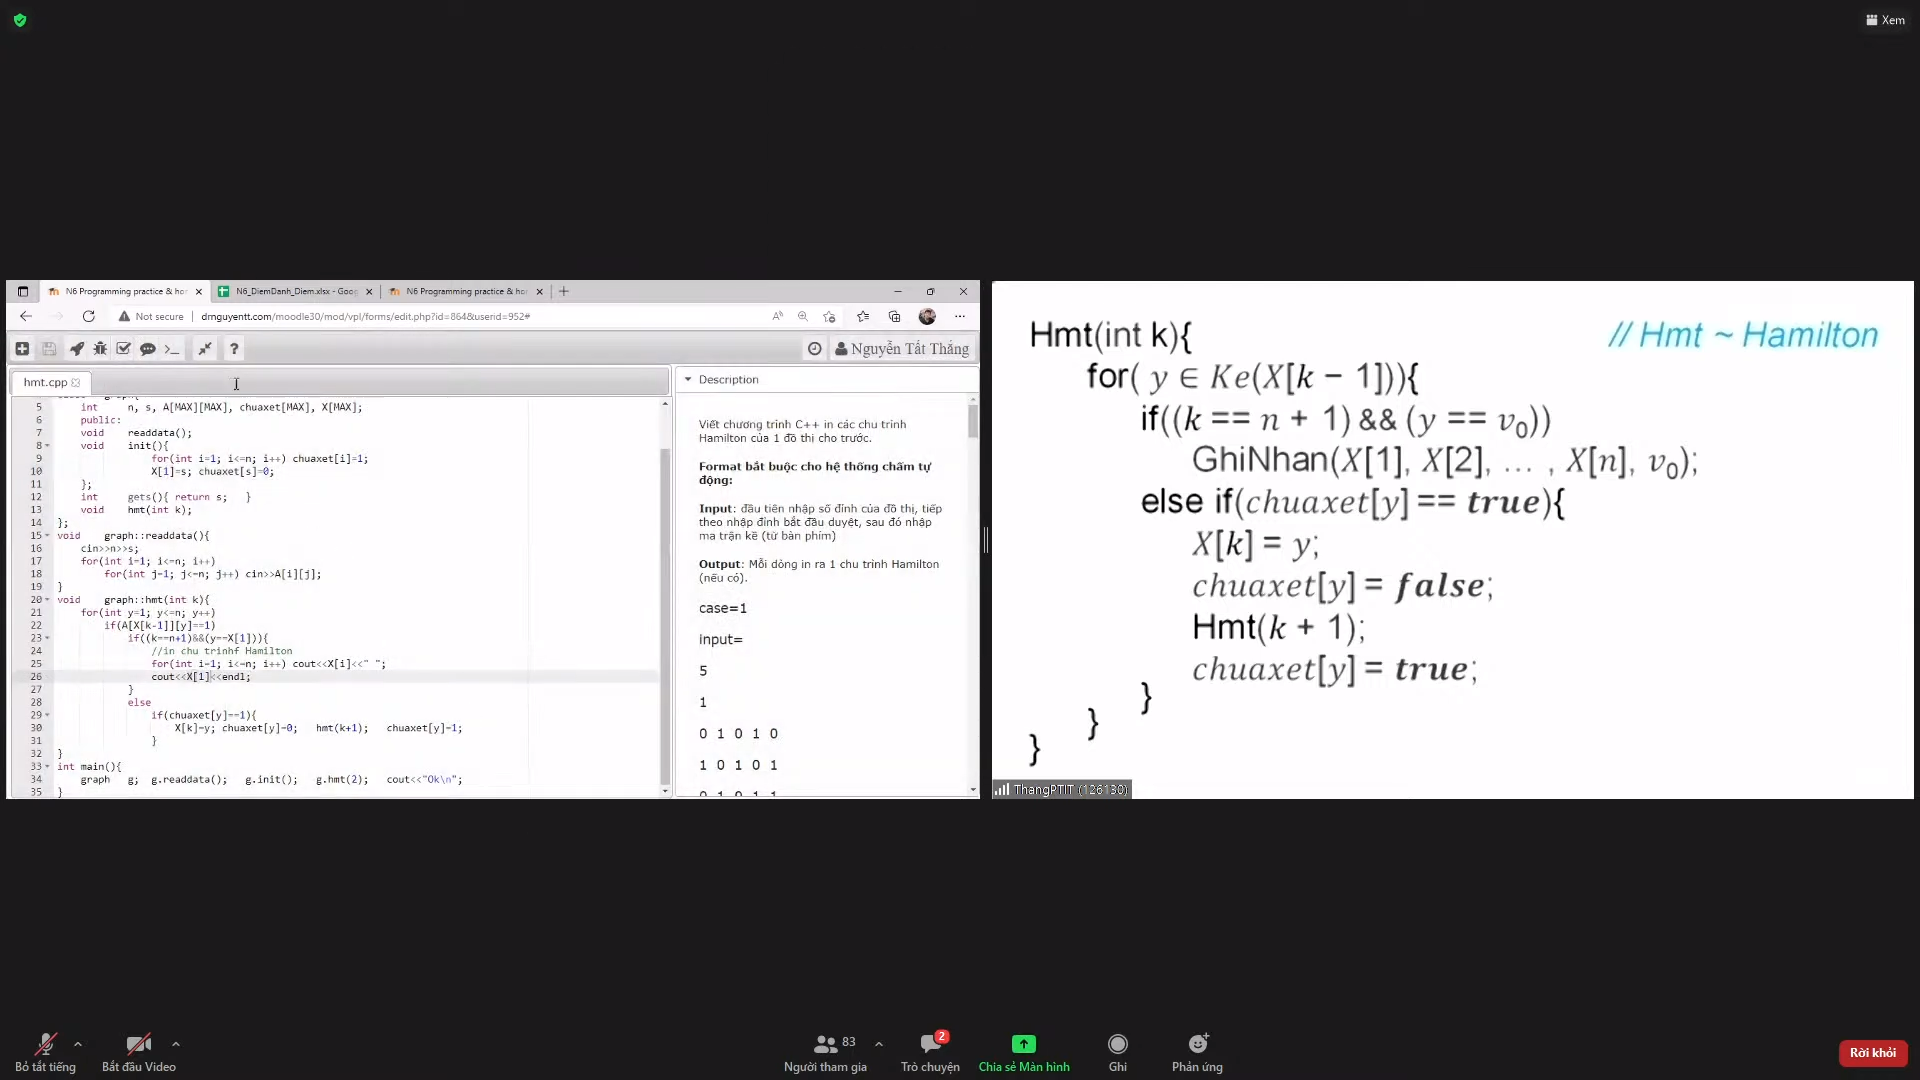 Xem
N6 Programming practice & hor
N6_DiemDanh_Diem.xlsx - Goog
N6 Programming practice & hor
Not secure
drnguyentt.com/moodle30/mod/vpl/forms/edit.php?id=864&userid=952#
Nguyễn Tất Thắng
hmt.cpp
5 int n, s, A[MAX][MAX], chuaxet[MAX], X[MAX];
6 public:
7 void readdata();
8 void init(){
9 for(int i=1; i<=n; i++) chuaxet[i]=1;
10 X[1]=s; chuaxet[s]=0;
11 };
12 int gets(){ return s; }
13 void hmt(int k);
14 };
15 void graph::readdata(){
16 cin>>n>>s;
17 for(int i=1; i<=n; i++)
18 for(int j=1; j<=n; j++) cin>>A[i][j];
19 }
20 void graph::hmt(int k){
21 for(int y=1; y<=n; y++)
22 if(A[X[k-1]][y]==1)
23 if((k==n+1)&&(y==X[1])){
24 //in chu trinhf Hamilton
25 for(int i=1; i<=n; i++) cout<<X[i]<<" ";
26 cout<<X[1]<<endl;
27 }
28 else
29 if(chuaxet[y]==1){
30 X[k]=y; chuaxet[y]=0; hmt(k+1); chuaxet[y]=1;
31 }
32 }
33 int main(){
34 graph g; g.readdata(); g.init(); g.hmt(2); cout<<"Ok\n";
35 }
Description
Viết chương trình C++ in các chu trình
Hamilton của 1 đồ thị cho trước.
Format bắt buộc cho hệ thống chấm tự
động:
Input: đầu tiên nhập số đỉnh của đồ thị, tiếp
theo nhập đỉnh bắt đầu duyệt, sau đó nhập
ma trận kề (từ bàn phím)
Output: Mỗi dòng in ra 1 chu trình Hamilton
(nếu có).
case=1
input=
5
1
0 1 0 1 0
1 0 1 0 1
0 1 0 1 1
Hmt(int k){ // Hmt ~ Hamilton
for( y ∈ Ke(X[k − 1])){
if((k == n + 1) && (y == v₀))
GhiNhan(X[1], X[2], … , X[n], v₀);
else if(chuaxet[y] == true){
X[k] = y;
chuaxet[y] = false;
Hmt(k + 1);
chuaxet[y] = true;
}
}
}
ThangPTIT (126130)
Bỏ tắt tiếng
Bắt đầu Video
83
Người tham gia
2
Trò chuyện
Chia sẻ Màn hình
Ghi
Phản ứng
Rời khỏi